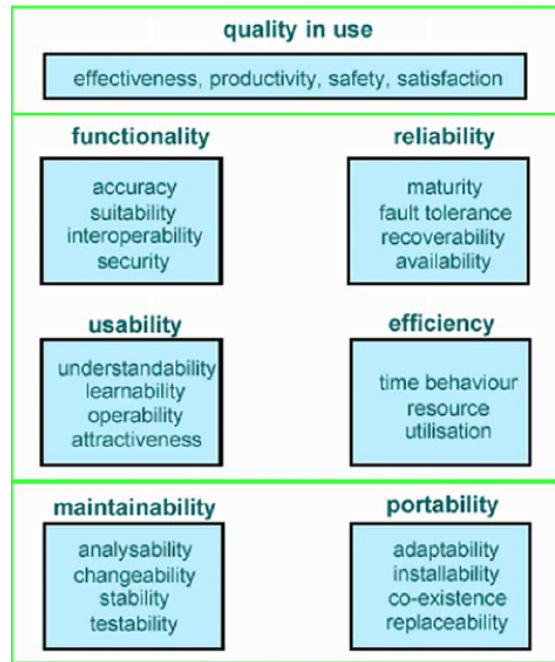 quality in use
effectiveness, productivity, safety, satisfaction
functionality
accuracy
suitability
interoperability
security
reliability
maturity
fault tolerance
recoverability
availability
usability
understandability
learnability
operability
attractiveness
efficiency
time behaviour
resource
utilisation
maintainability
analysability
changeability
stability
testability
portability
adaptability
installability
co-existence
replaceability